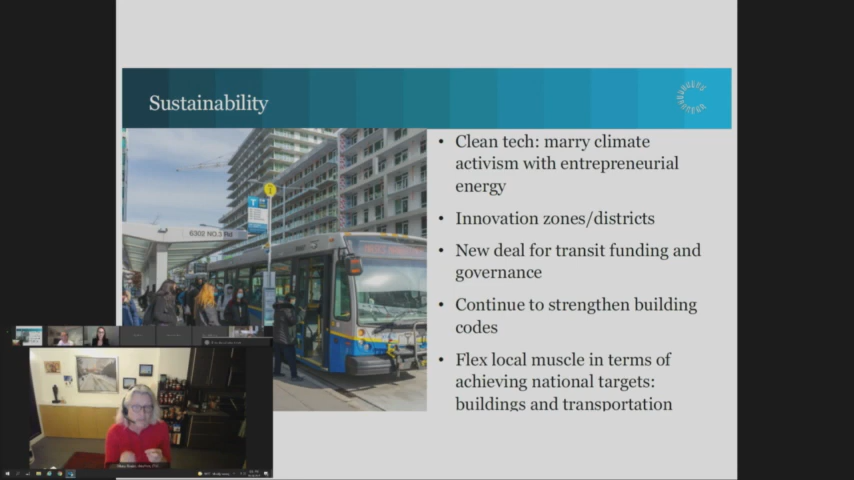 Sustainability
• Clean tech: marry climate
activism with entrepreneurial
energy
• Innovation zones/districts
• New deal for transit funding and
governance
• Continue to strengthen building
codes
• Flex local muscle in terms of
achieving national targets:
buildings and transportation
6302 NO.3 Rd
T